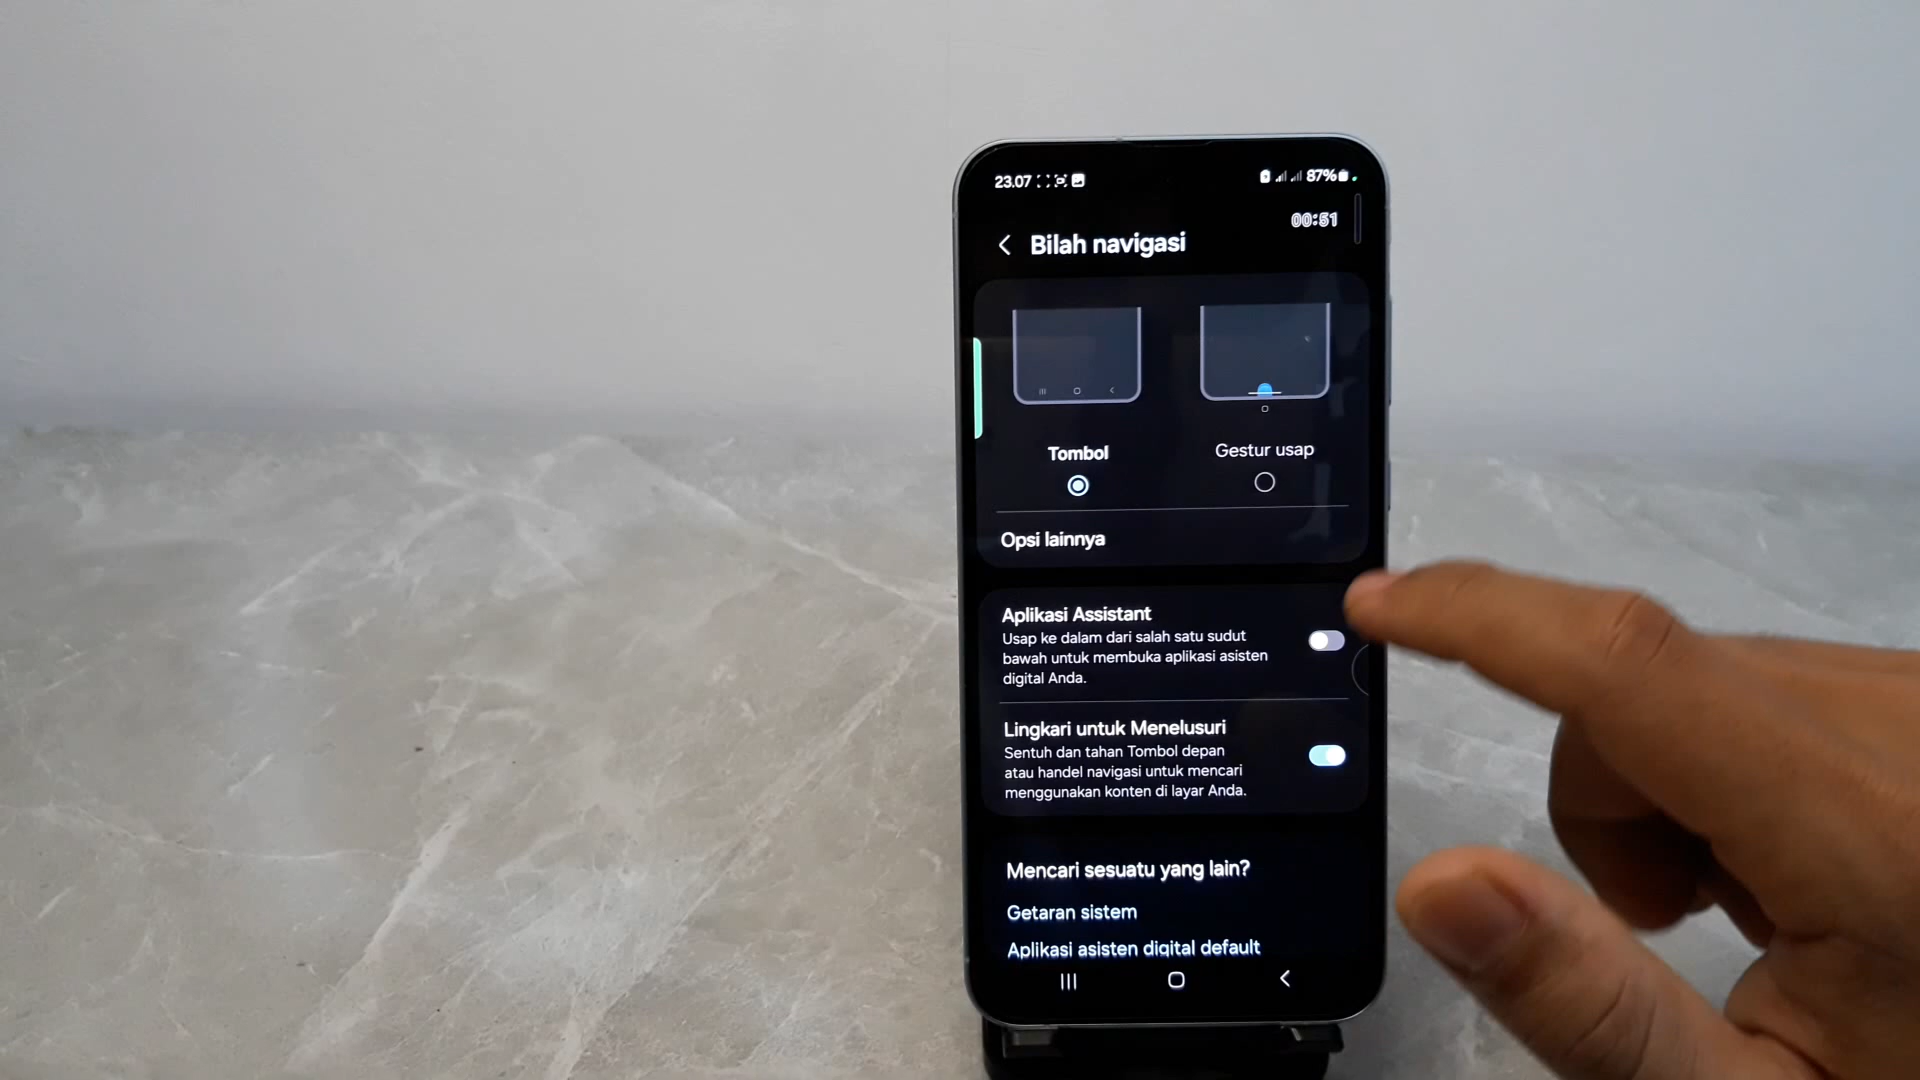 23.07
87%
00:51
Bilah navigasi
Tombol
Gestur usap
Opsi lainnya
Aplikasi Assistant
Usap ke dalam dari salah satu sudut
bawah untuk membuka aplikasi asisten
digital Anda.
Lingkari untuk Menelusuri
Sentuh dan tahan Tombol depan
atau handel navigasi untuk mencari
menggunakan konten di layar Anda.
Mencari sesuatu yang lain?
Getaran sistem
Aplikasi asisten digital default